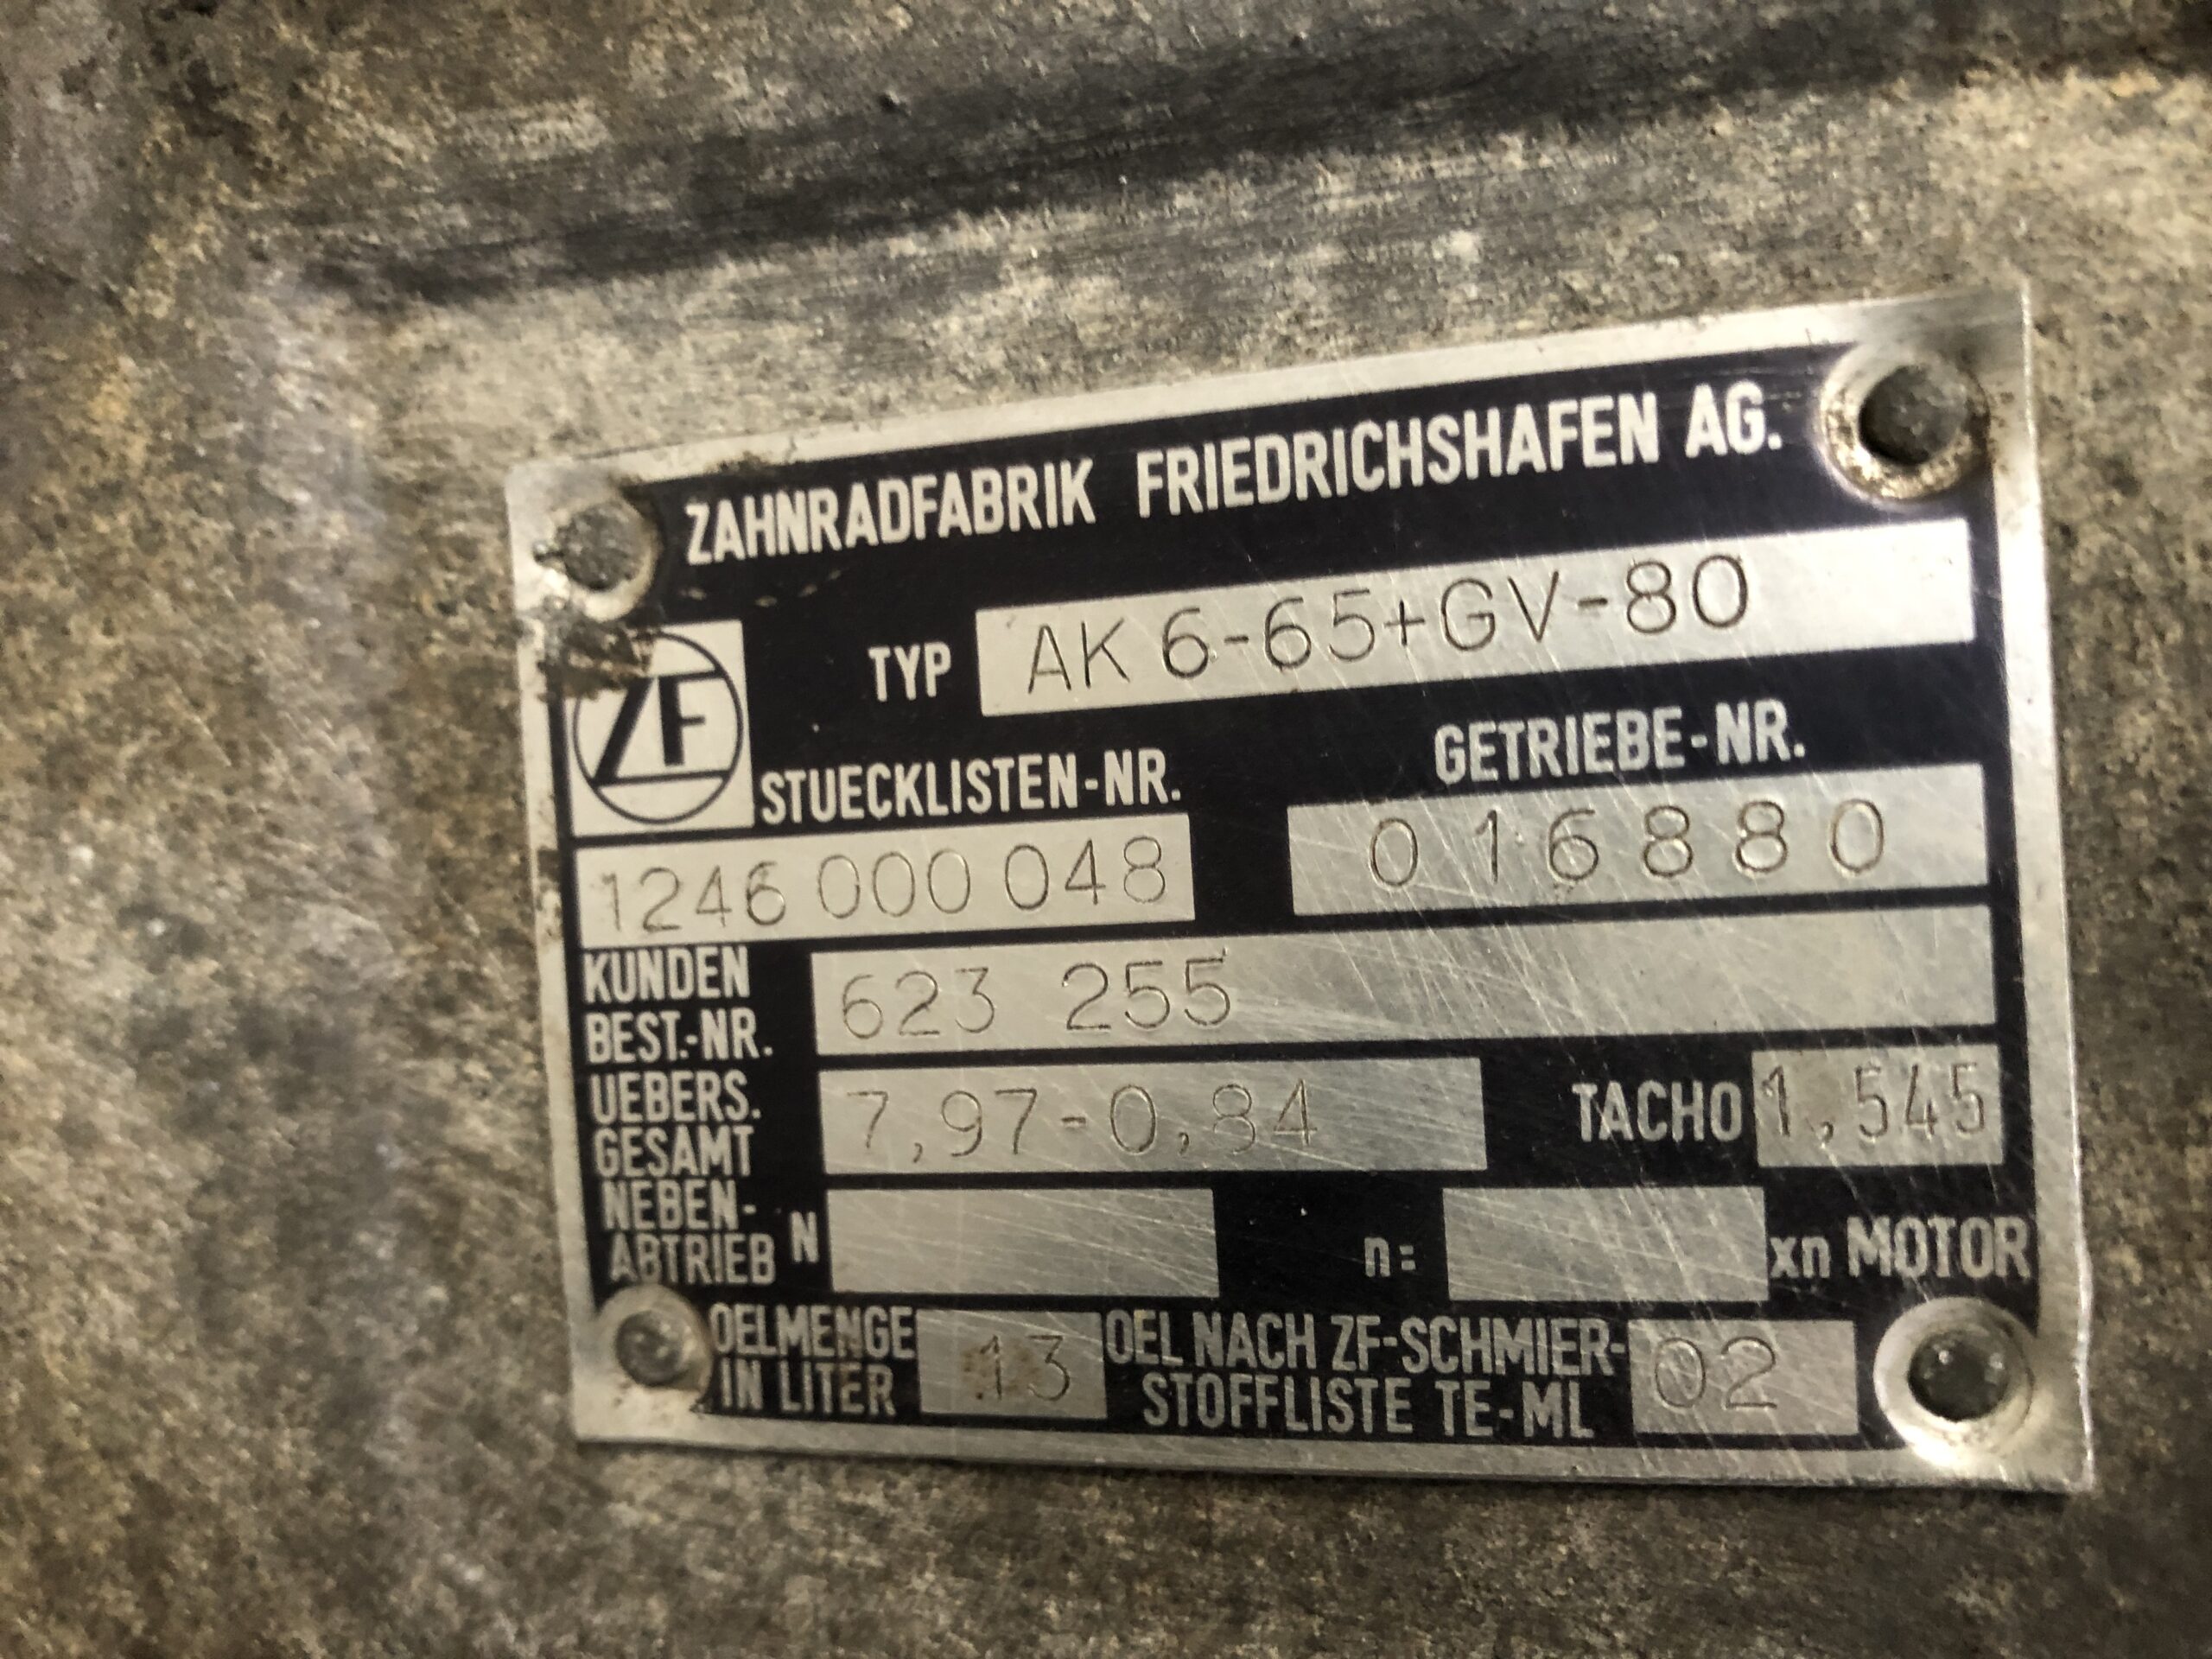 ZAHNRADFABRIK FRIEDRICHSHAFEN AG.
ZF
TYP AK 6-65+GV-80
STUECKLISTEN-NR. GETRIEBE-NR.
1246 000 048 016880
KUNDEN
BEST.-NR. 623 255
UEBERS.
GESAMT 7,97-0,84 TACHO 1,545
NEBEN-
ABTRIEB N n= xn MOTOR
OELMENGE
IN LITER 13
OEL NACH ZF-SCHMIER-
STOFFLISTE TE-ML 02